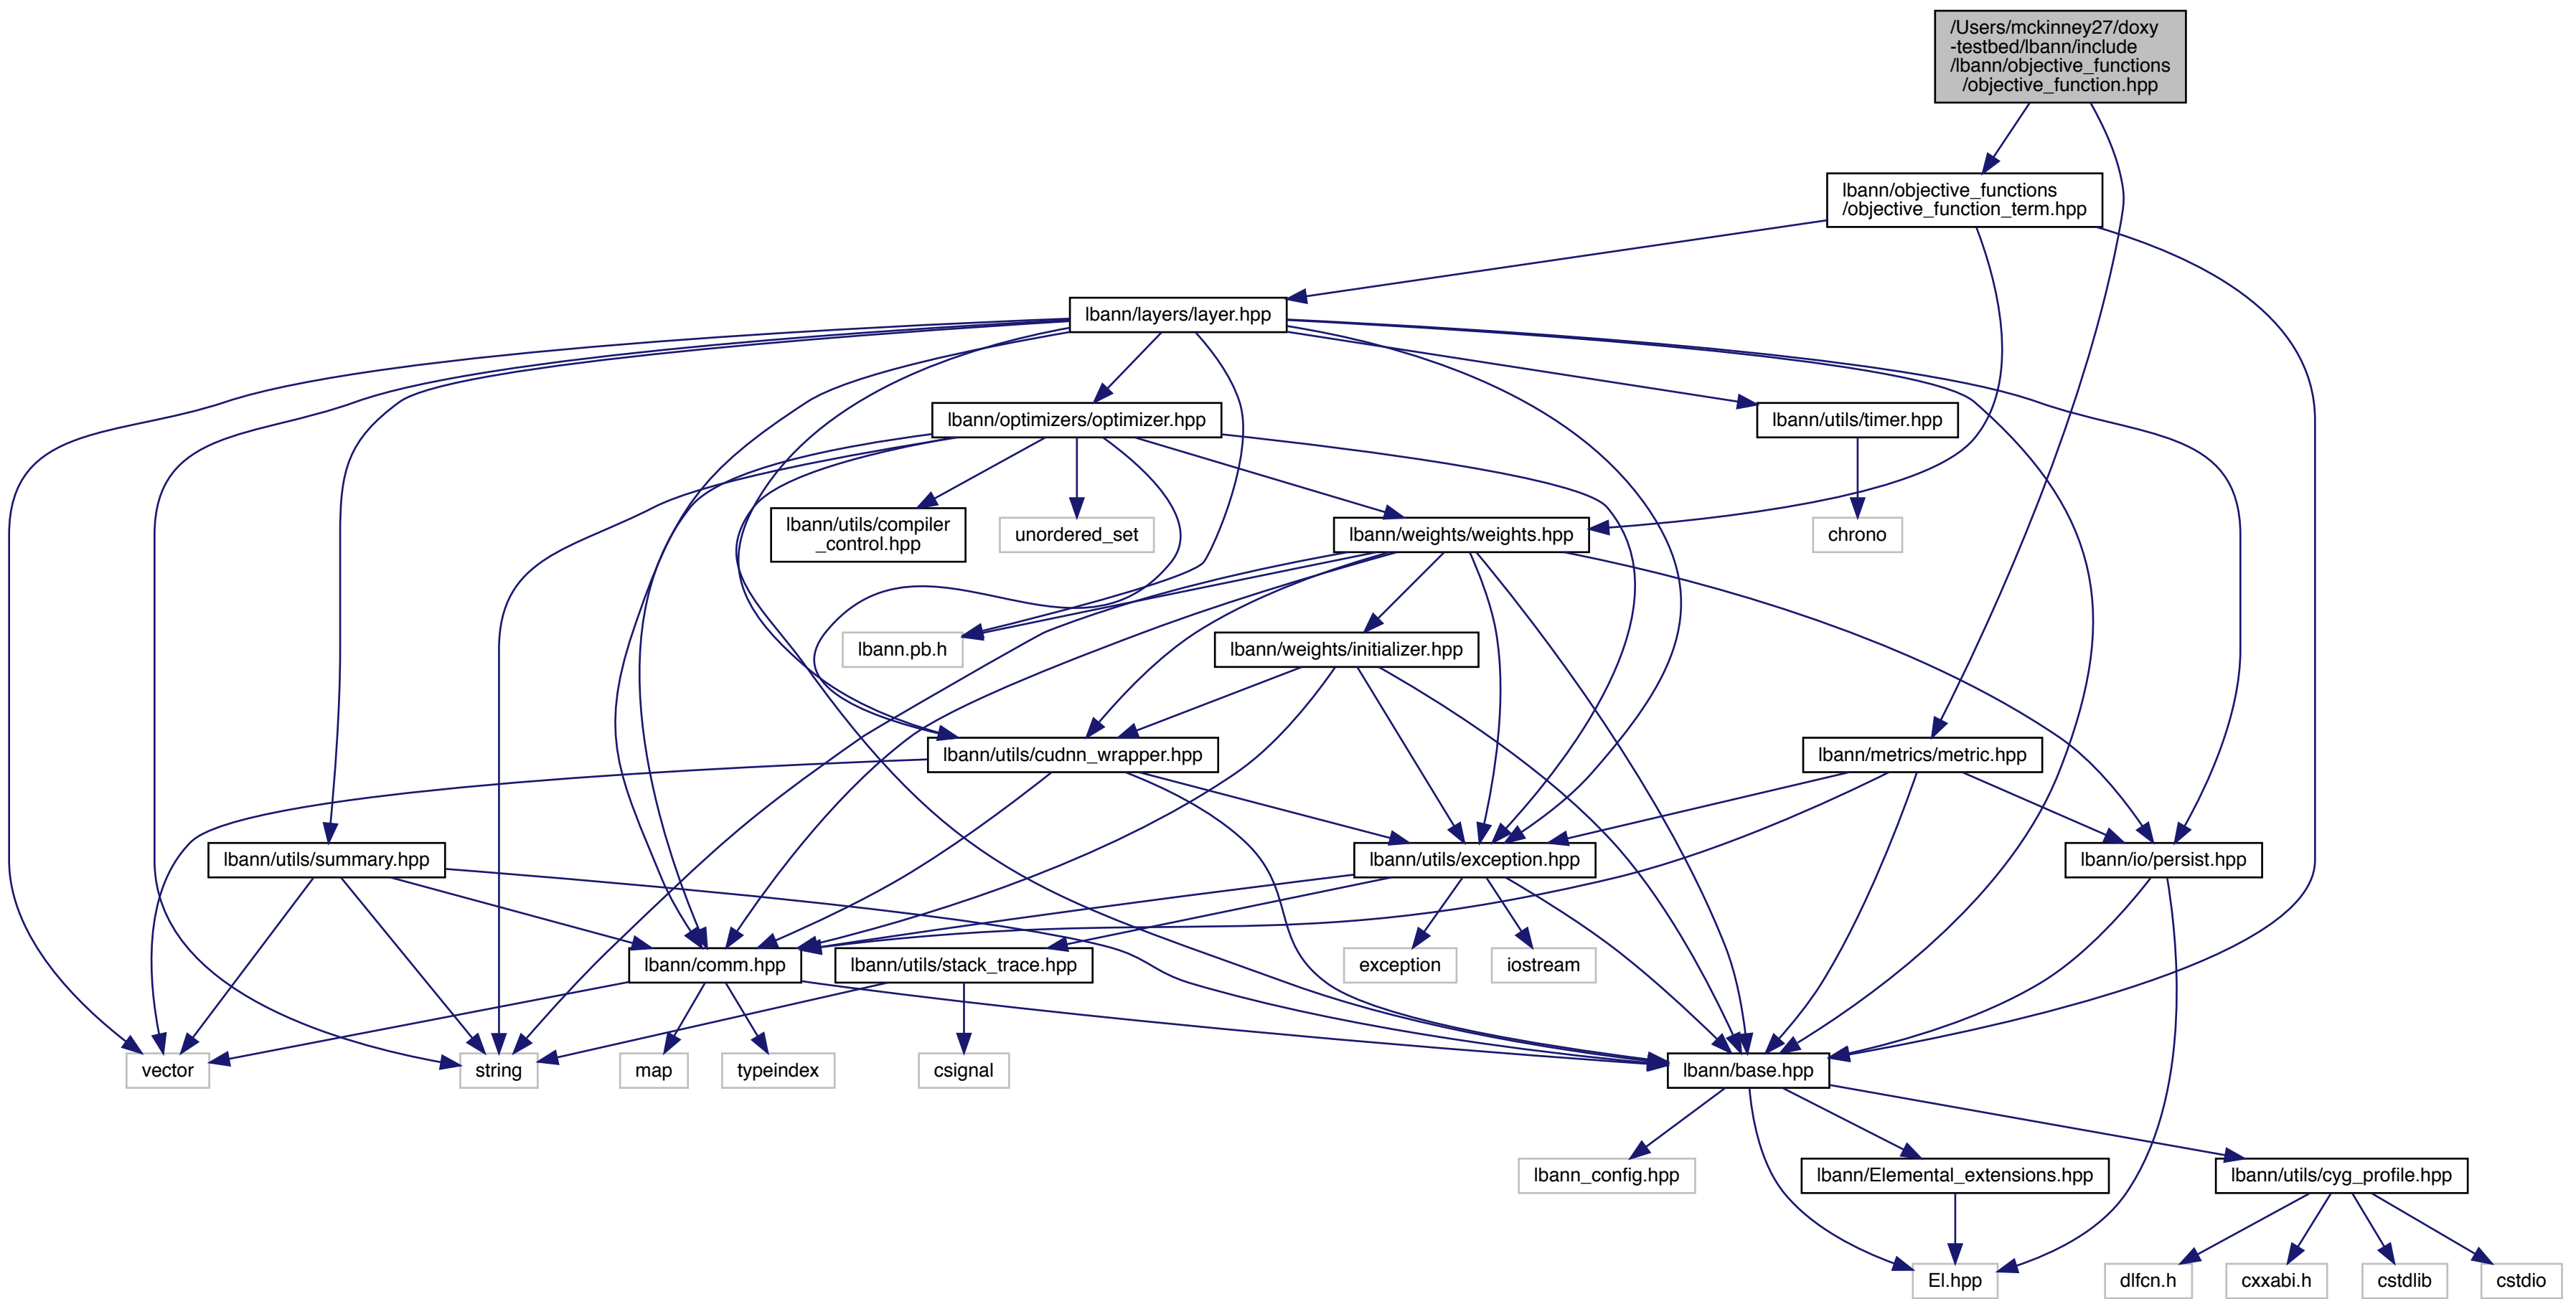 /Users/mckinney27/doxy
-testbed/lbann/include
/lbann/objective_functions
/objective_function.hpp
lbann/objective_functions
/objective_function_term.hpp
lbann/layers/layer.hpp
lbann/optimizers/optimizer.hpp
lbann/utils/timer.hpp
lbann/utils/compiler
_control.hpp
unordered_set
lbann/weights/weights.hpp
chrono
lbann.pb.h
lbann/weights/initializer.hpp
lbann/utils/cudnn_wrapper.hpp
lbann/metrics/metric.hpp
lbann/utils/summary.hpp
lbann/utils/exception.hpp
lbann/io/persist.hpp
lbann/comm.hpp
lbann/utils/stack_trace.hpp
exception
iostream
vector
string
map
typeindex
csignal
lbann/base.hpp
lbann_config.hpp
lbann/Elemental_extensions.hpp
lbann/utils/cyg_profile.hpp
El.hpp
dlfcn.h
cxxabi.h
cstdlib
cstdio